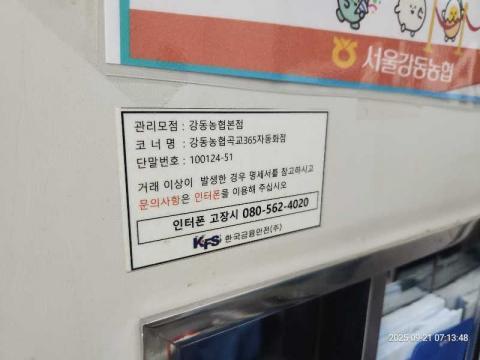 서울강동농협
관리모점 : 강동농협본점
코 너 명 : 강동농협곡교365자동화점
단말번호 : 100124-51
거래 이상이 발생한 경우 명세서를 참고하시고
문의사항은 인터폰을 이용해 주십시오
인터폰 고장시 080-562-4020
KFS 한국금융안전(주)
2025-09-21 07:13:48